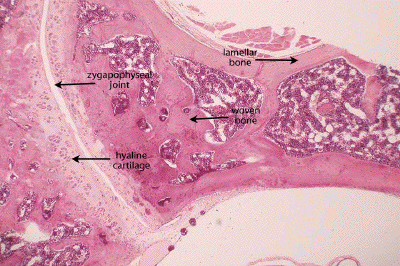 lamellar
bone
zygapophyseal
joint
woven
bone
hyaline
cartilage